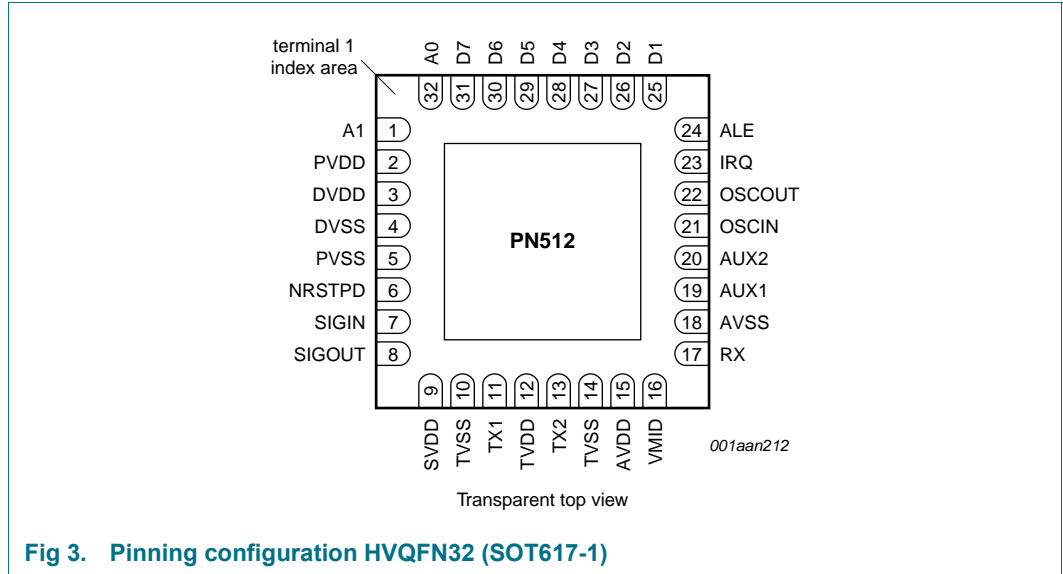 terminal 1
index area
A0
D7
D6
D5
D4
D3
D2
D1
32
31
30
29
28
27
26
25
A1 1
PVDD 2
DVDD 3
DVSS 4
PVSS 5
NRSTPD 6
SIGIN 7
SIGOUT 8
PN512
24 ALE
23 IRQ
22 OSCOUT
21 OSCIN
20 AUX2
19 AUX1
18 AVSS
17 RX
9
10
11
12
13
14
15
16
SVDD
TVSS
TX1
TVDD
TX2
TVSS
AVDD
VMID
001aan212
Transparent top view
Fig 3. Pinning configuration HVQFN32 (SOT617-1)